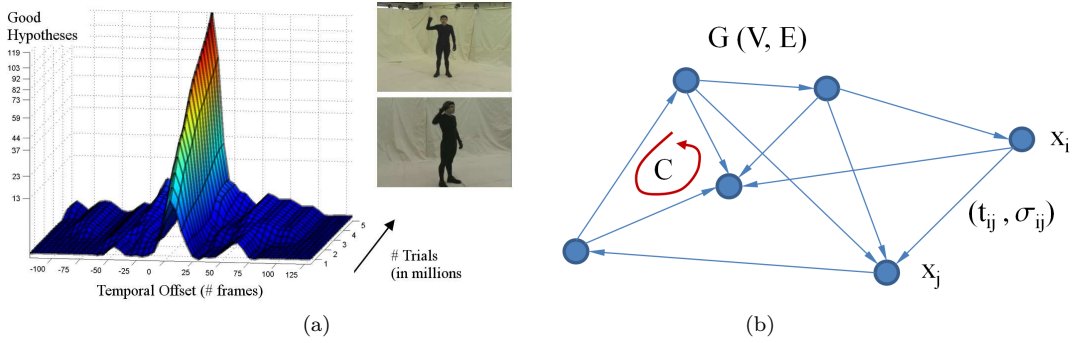 Good
Hypotheses
119
103
92
82
73
59
44
37
23
13
-100 -75 -50 -25 0 25 50 75 100 125
1 2 3 4 5
Temporal Offset (# frames)
# Trials
(in millions
(a)
G (V, E)
C
x_i
(t_ij , σ_ij)
x_j
(b)